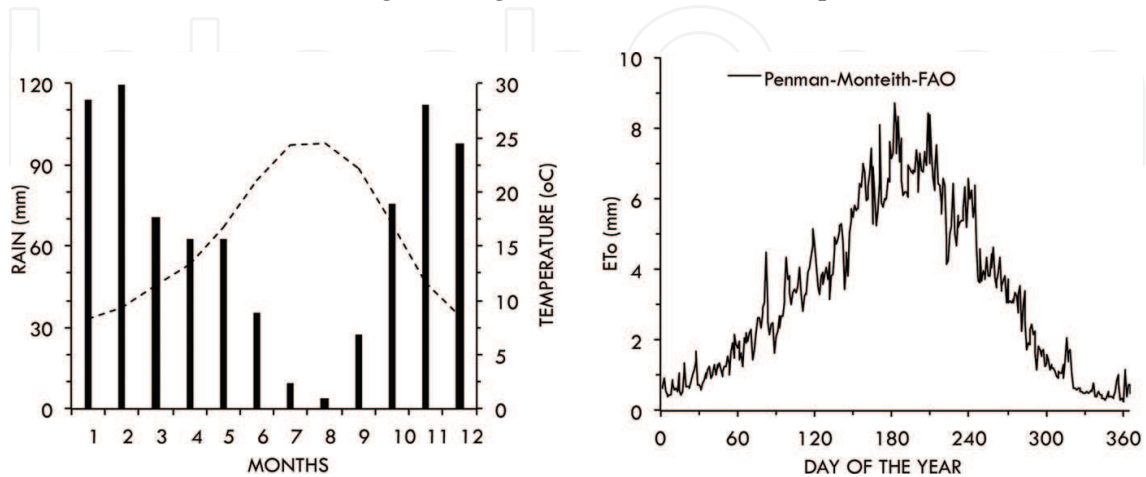 120
90
60
30
0
RAIN (mm)
30
25
20
15
10
5
0
TEMPERATURE (oC)
1 2 3 4 5 6 7 8 9 10 11 12
MONTHS
10
8
6
4
2
0
ETo (mm)
Penman-Monteith-FAO
0 60 120 180 240 300 360
DAY OF THE YEAR